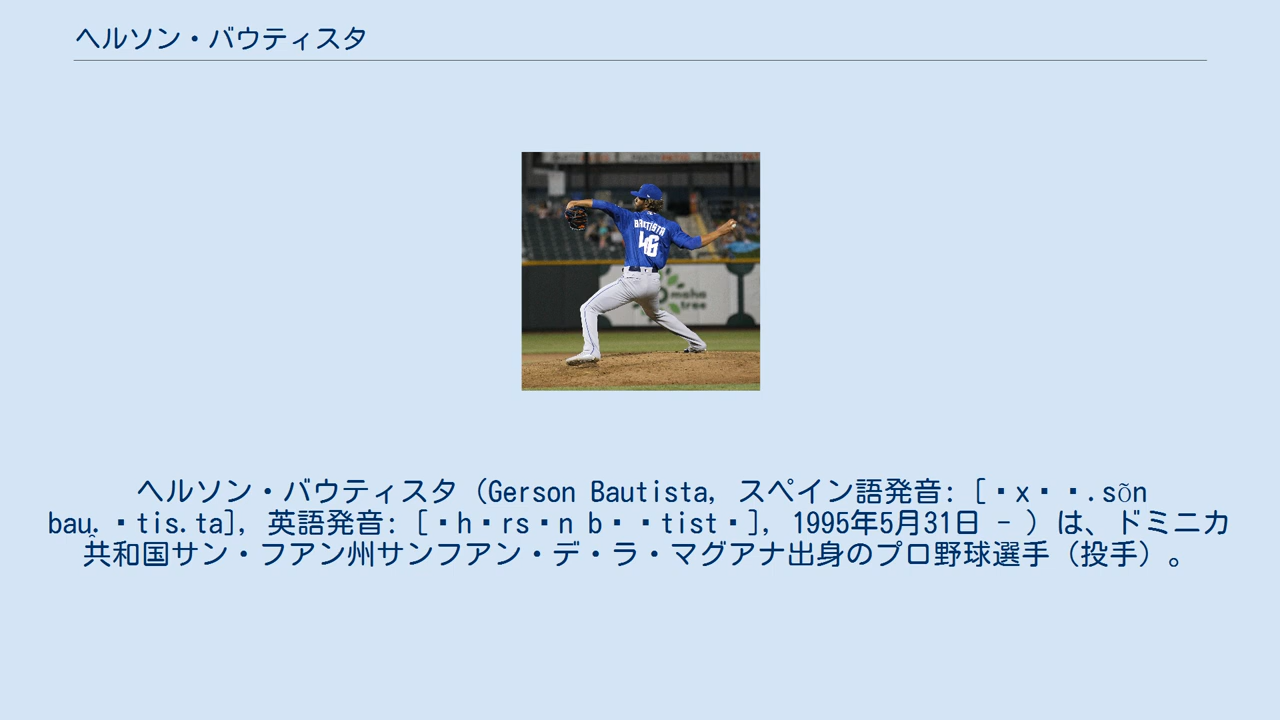 ヘルソン・バウティスタ
BAUTISTA
46
omaha
tree
ヘルソン・バウティスタ（Gerson Bautista, スペイン語発音: [▪x▪▪.sõn
bau̯.▪tis.ta], 英語発音: [▪h▪rs▪n b▪▪tist▪], 1995年5月31日 - ）は、ドミニカ
共和国サン・フアン州サンフアン・デ・ラ・マグアナ出身のプロ野球選手（投手）。